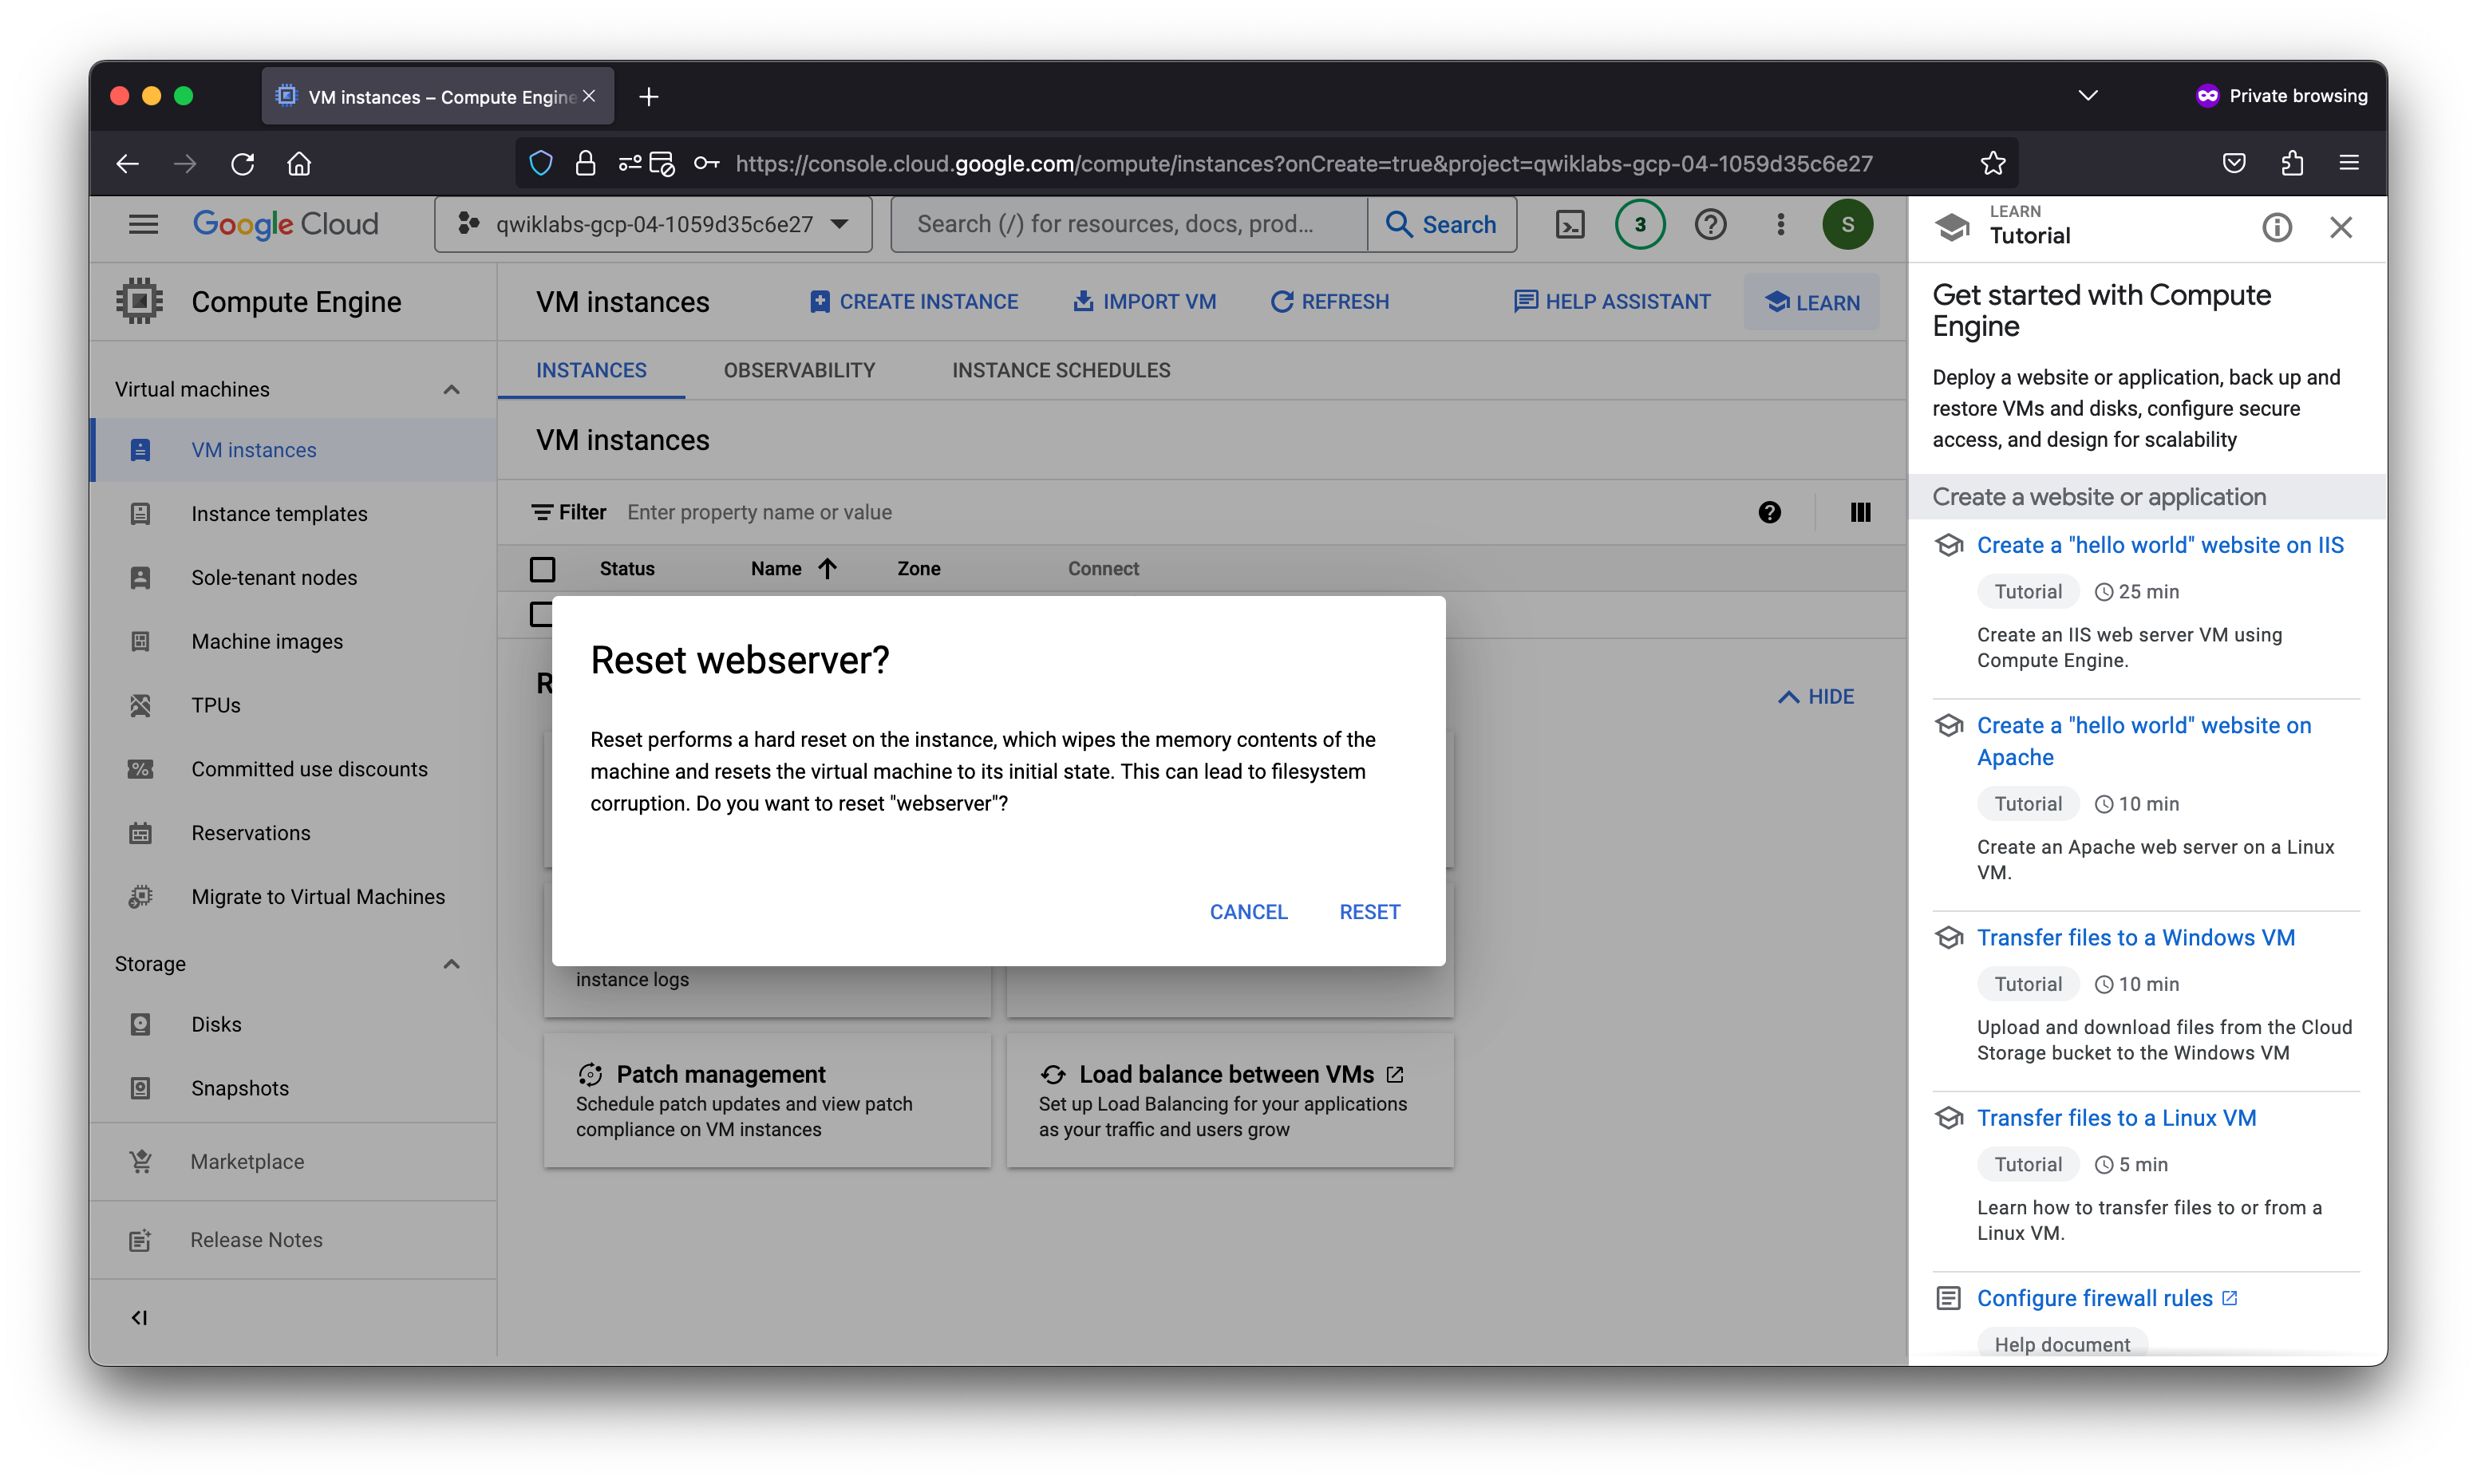 VM instances – Compute Engine
Private browsing
https://console.cloud.google.com/compute/instances?onCreate=true&project=qwiklabs-gcp-04-1059d35c6e27
Google Cloud
qwiklabs-gcp-04-1059d35c6e27
Search (/) for resources, docs, prod...
Search
3
S
Compute Engine
VM instances
CREATE INSTANCE
IMPORT VM
REFRESH
HELP ASSISTANT
LEARN
Virtual machines
VM instances
Instance templates
Sole-tenant nodes
Machine images
TPUs
Committed use discounts
Reservations
Migrate to Virtual Machines
Storage
Disks
Snapshots
Marketplace
Release Notes
INSTANCES
OBSERVABILITY
INSTANCE SCHEDULES
VM instances
Filter
Enter property name or value
Status
Name
Zone
Connect
R
HIDE
Reset webserver?
Reset performs a hard reset on the instance, which wipes the memory contents of the
machine and resets the virtual machine to its initial state. This can lead to filesystem
corruption. Do you want to reset "webserver"?
CANCEL
RESET
instance logs
Patch management
Schedule patch updates and view patch
compliance on VM instances
Load balance between VMs
Set up Load Balancing for your applications
as your traffic and users grow
LEARN
Tutorial
Get started with Compute
Engine
Deploy a website or application, back up and
restore VMs and disks, configure secure
access, and design for scalability
Create a website or application
Create a "hello world" website on IIS
Tutorial
25 min
Create an IIS web server VM using
Compute Engine.
Create a "hello world" website on
Apache
Tutorial
10 min
Create an Apache web server on a Linux
VM.
Transfer files to a Windows VM
Tutorial
10 min
Upload and download files from the Cloud
Storage bucket to the Windows VM
Transfer files to a Linux VM
Tutorial
5 min
Learn how to transfer files to or from a
Linux VM.
Configure firewall rules
Help document